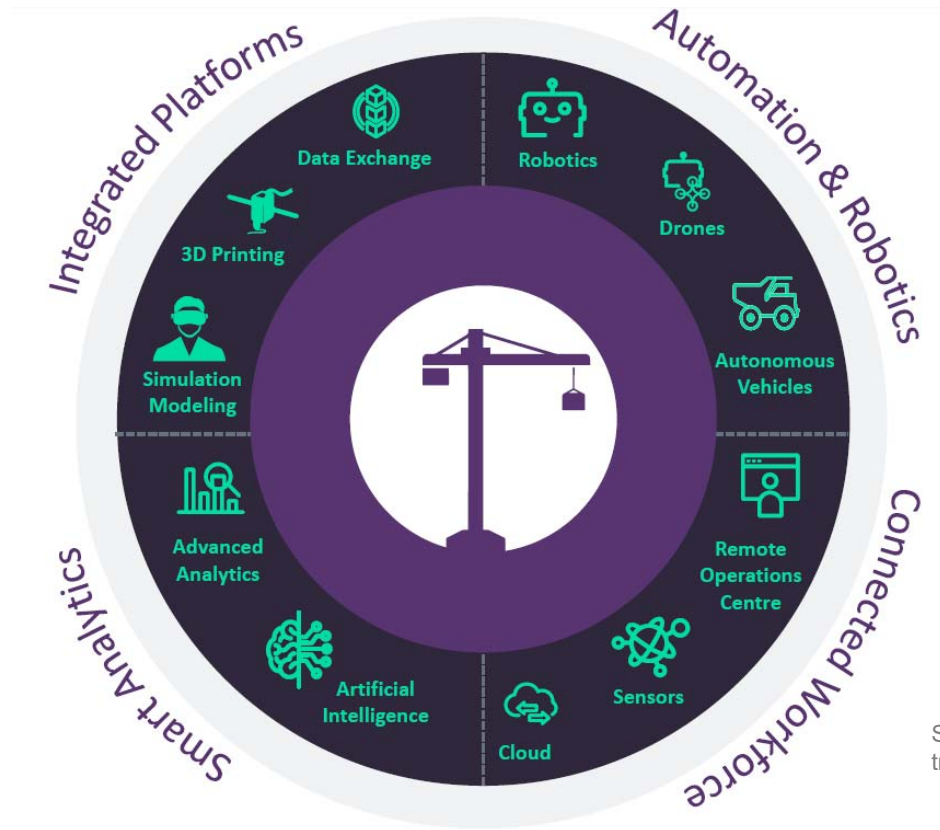 Integrated Platforms
Automation & Robotics
Data Exchange
Robotics
Drones
3D Printing
Autonomous
Vehicles
Simulation
Modeling
Advanced
Analytics
Remote
Operations
Centre
Artificial
Intelligence
Sensors
Cloud
Smart Analytics
Connected Workforce